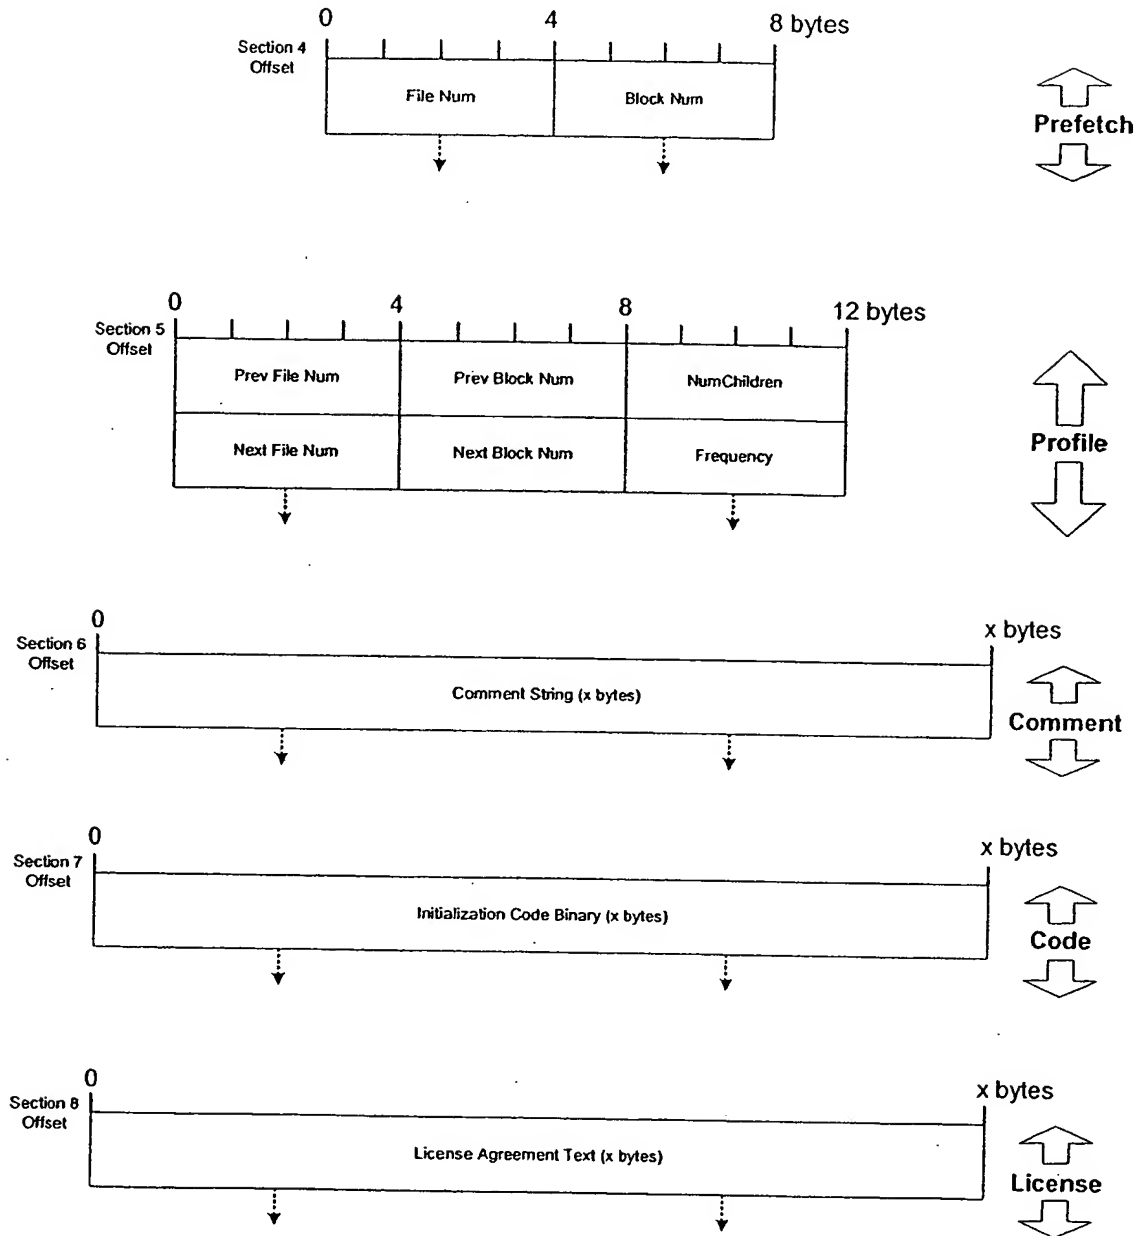 0 4 8 bytes
Section 4
Offset
File Num Block Num
Prefetch
0 4 8 12 bytes
Section 5
Offset
Prev File Num Prev Block Num NumChildren
Next File Num Next Block Num Frequency
Profile
0 x bytes
Section 6
Offset
Comment String (x bytes)
Comment
0 x bytes
Section 7
Offset
Initialization Code Binary (x bytes)
Code
0 x bytes
Section 8
Offset
License Agreement Text (x bytes)
License